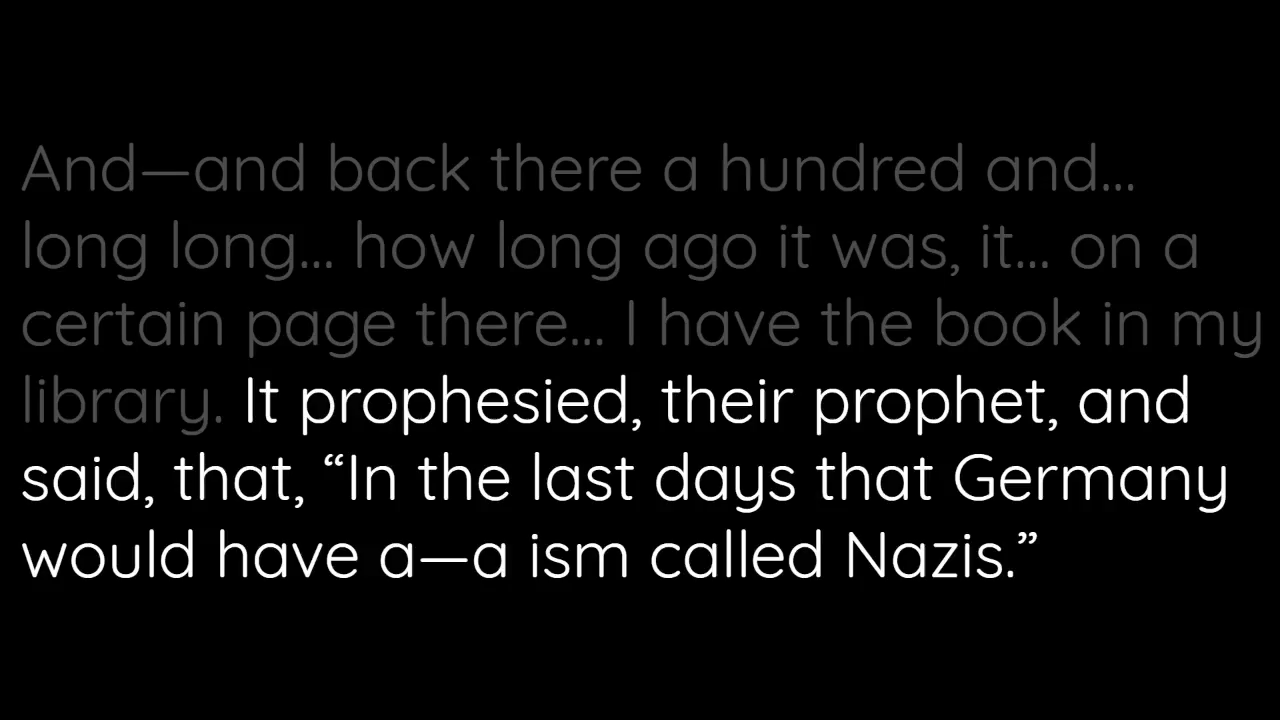 And—and back there a hundred and...
long long... how long ago it was, it... on a
certain page there... I have the book in my
library. It prophesied, their prophet, and
said, that, “In the last days that Germany
would have a—a ism called Nazis.”